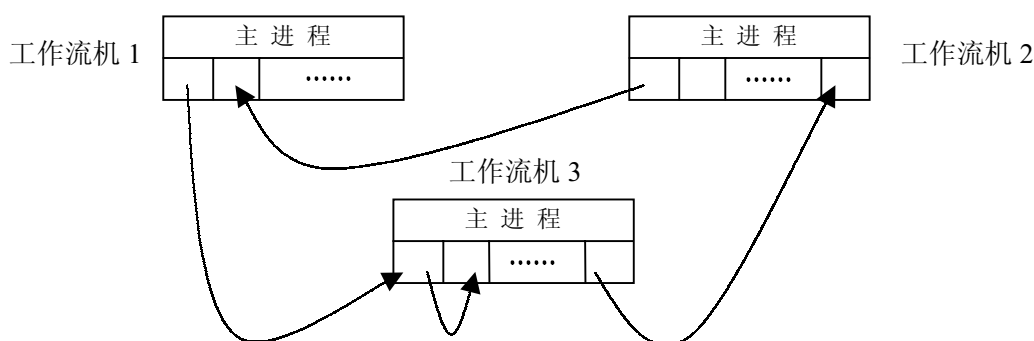 工作流机 1
主 进 程
……
主 进 程
……
工作流机 2
工作流机 3
主 进 程
……